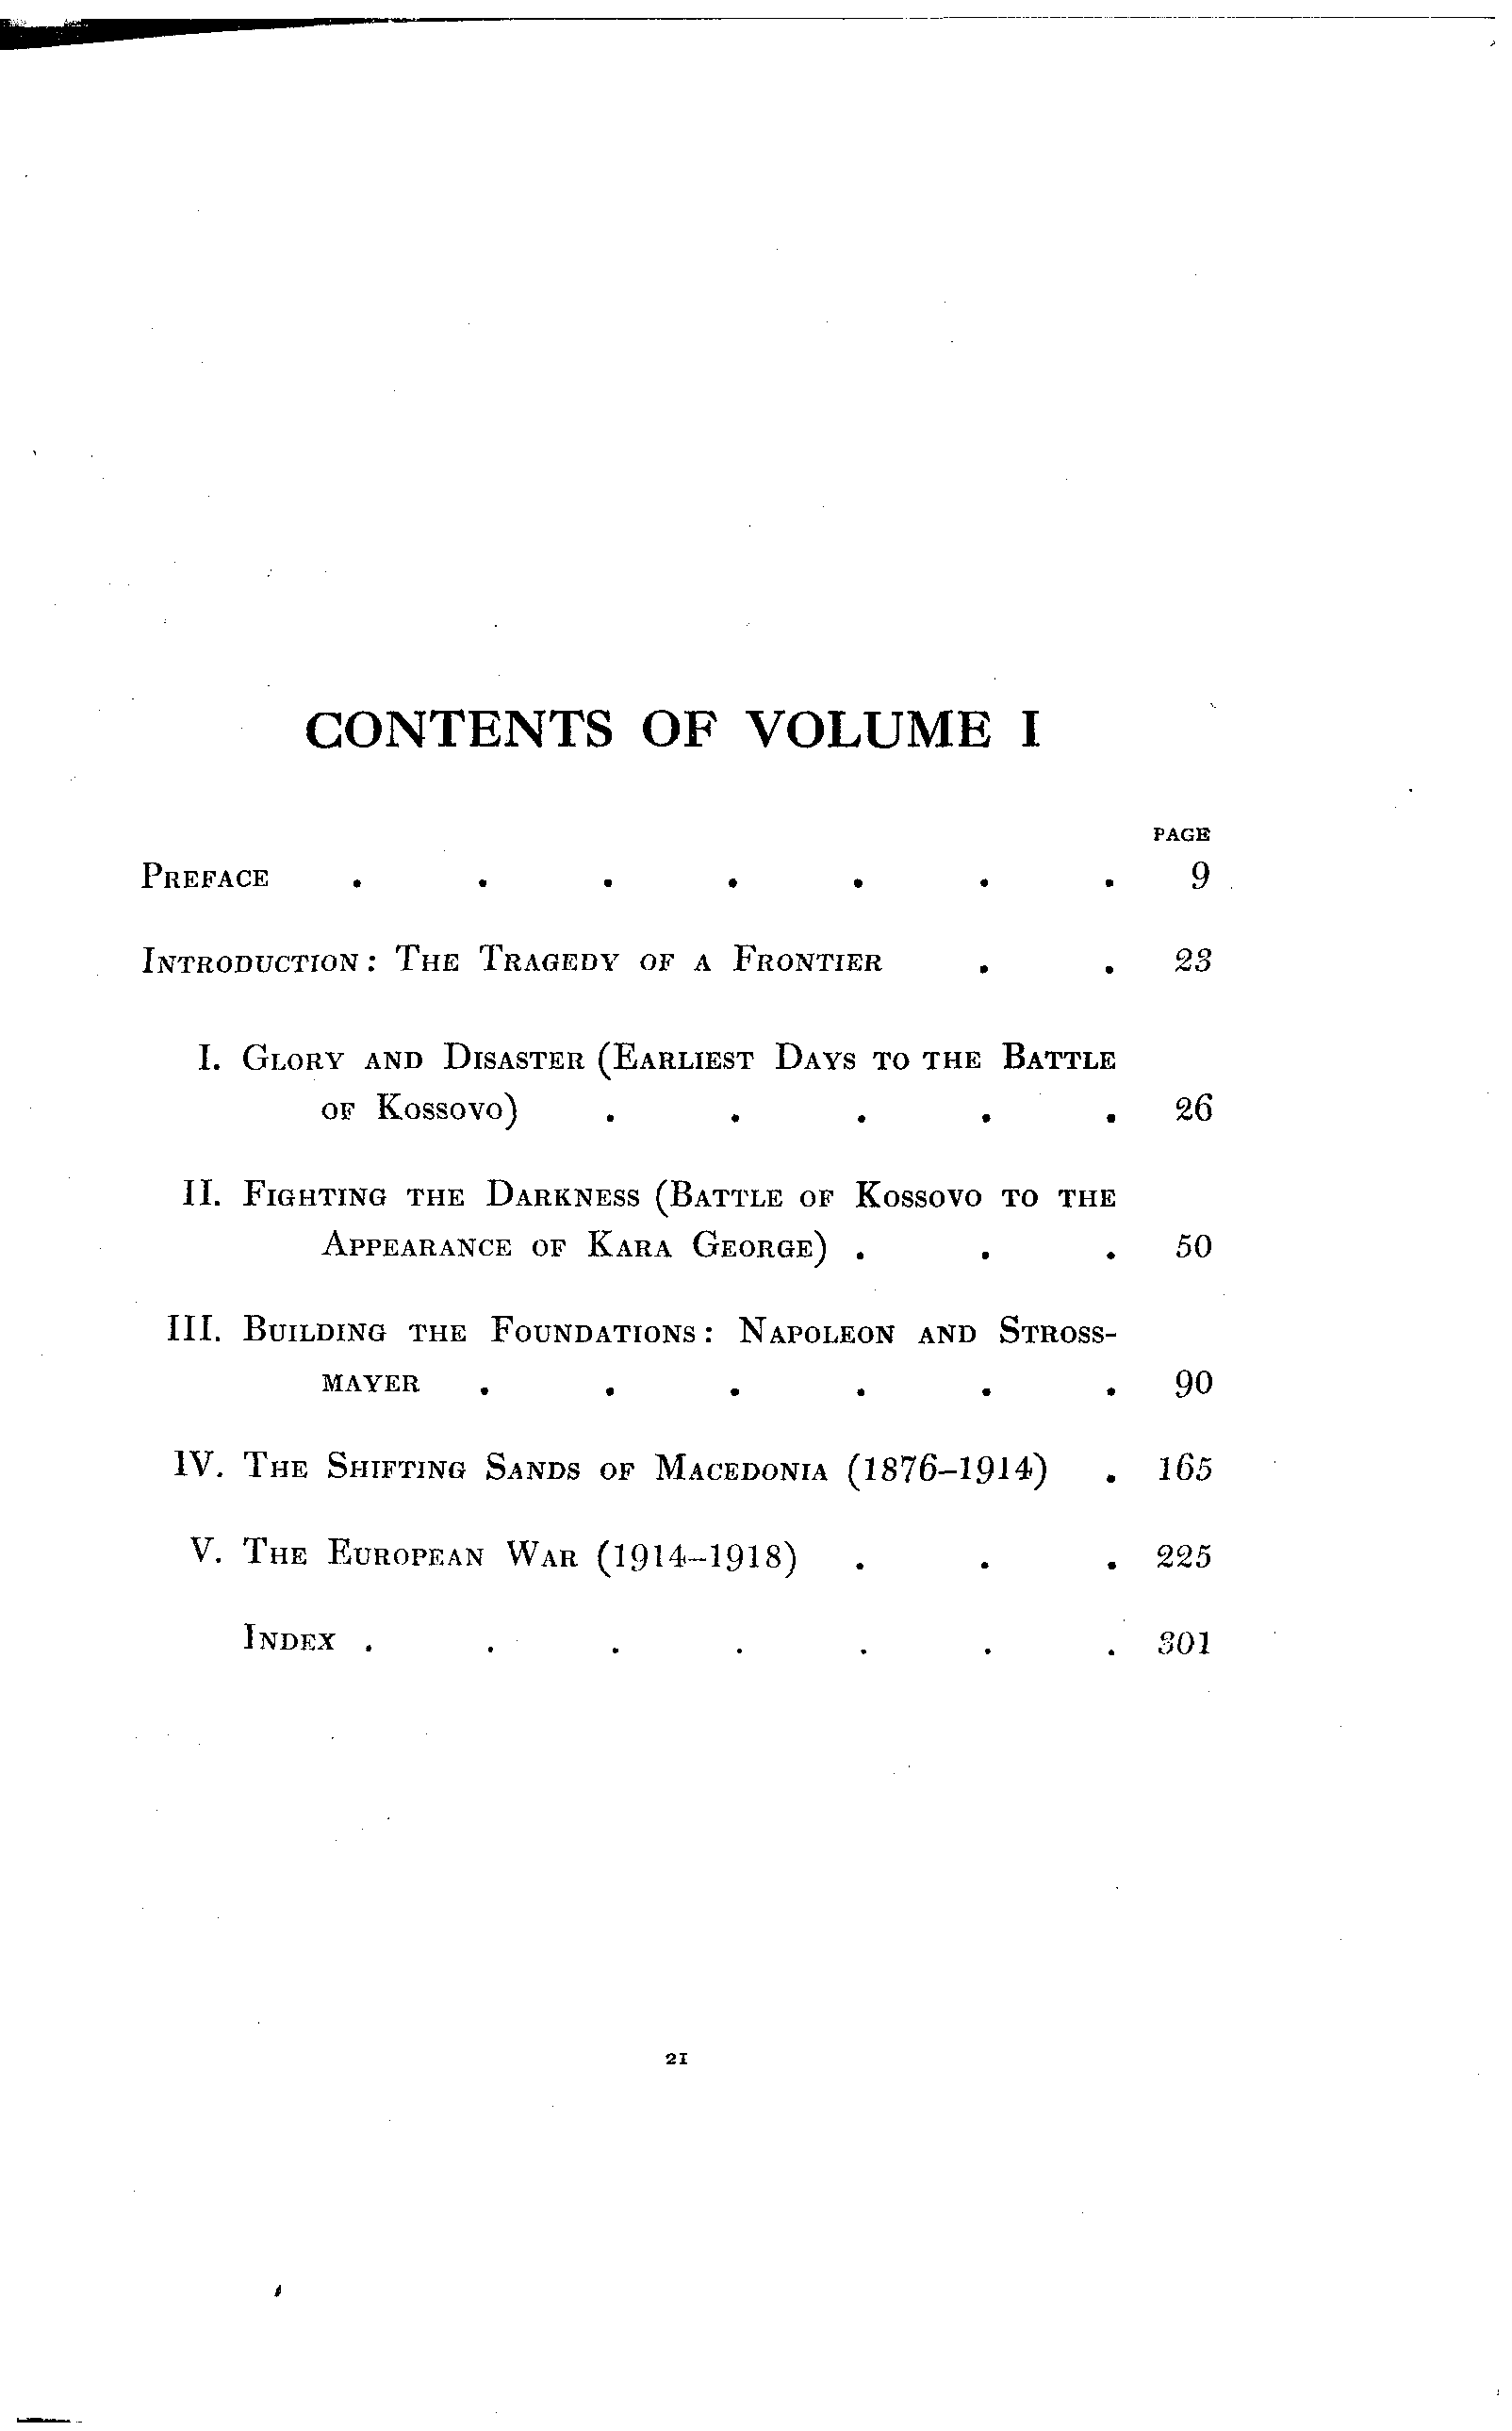 CONTENTS OF VOLUME I
PAGE
PREFACE . . . . . . . 9
INTRODUCTION: THE TRAGEDY OF A FRONTIER . . 23
I. GLORY AND DISASTER (EARLIEST DAYS TO THE BATTLE
OF KOSSOVO) . . . . . 26
II. FIGHTING THE DARKNESS (BATTLE OF KOSSOVO TO THE
APPEARANCE OF KARA GEORGE) . . . 50
III. BUILDING THE FOUNDATIONS: NAPOLEON AND STROSS-
MAYER . . . . . . 90
IV. THE SHIFTING SANDS OF MACEDONIA (1876–1914) . 165
V. THE EUROPEAN WAR (1914–1918) . . . 225
INDEX . . . . . . . 301
21